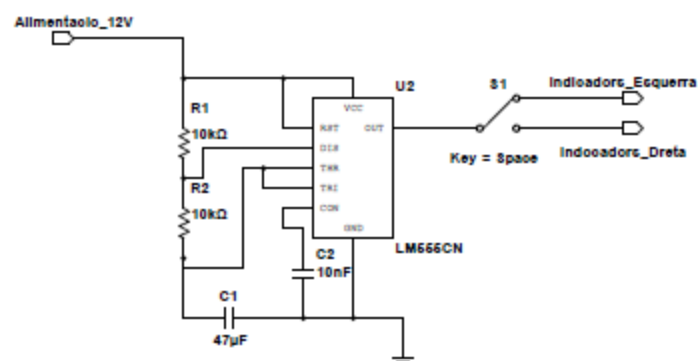 Alimentacio_12V
U2
S1
Indicadors_Esquerra
R1
10kΩ
VCC
RST
OUT
DIS
Indocadors_Dreta
Key = Space
R2
THR
TRI
10kΩ
CON
GND
LM555CN
C2
10nF
C1
47µF